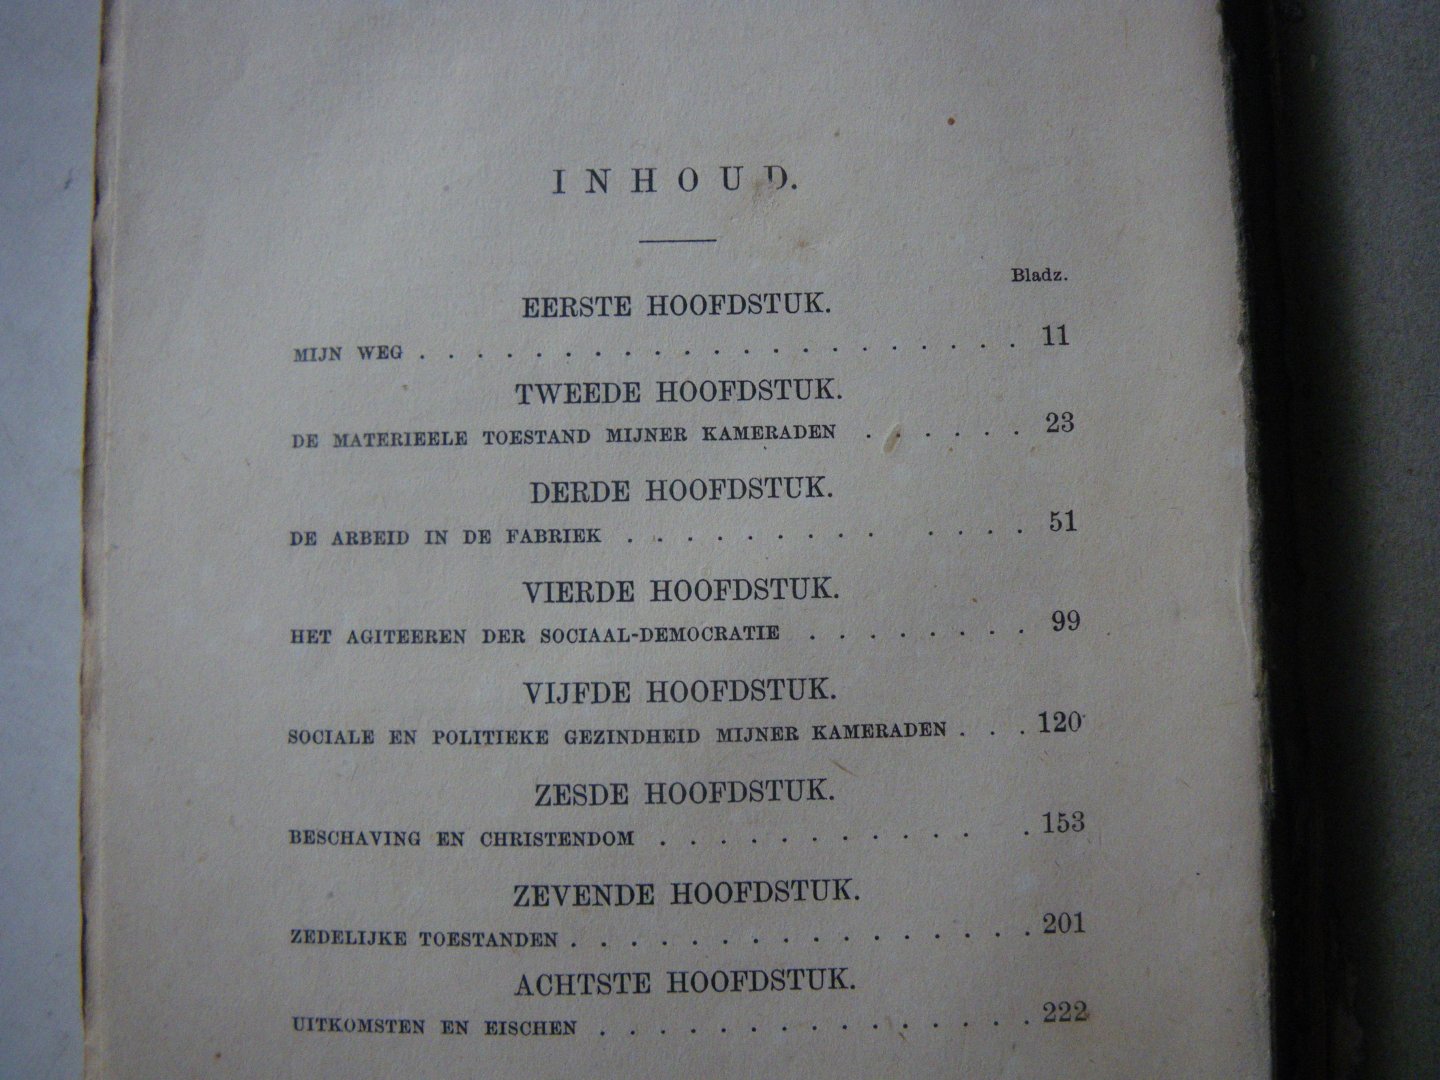 INHOUD.
Bladz.
EERSTE HOOFDSTUK.
MIJN WEG . . . . . . . . . . . . . . . . . . . . . 11
TWEEDE HOOFDSTUK.
DE MATERIEELE TOESTAND MIJNER KAMERADEN . . . . . . 23
DERDE HOOFDSTUK.
DE ARBEID IN DE FABRIEK . . . . . . . . . . . . . 51
VIERDE HOOFDSTUK.
HET AGITEEREN DER SOCIAAL-DEMOCRATIE . . . . . . . . 99
VIJFDE HOOFDSTUK.
SOCIALE EN POLITIEKE GEZINDHEID MIJNER KAMERADEN . . . 120
ZESDE HOOFDSTUK.
BESCHAVING EN CHRISTENDOM . . . . . . . . . . . . 153
ZEVENDE HOOFDSTUK.
ZEDELIJKE TOESTANDEN . . . . . . . . . . . . . . . . 201
ACHTSTE HOOFDSTUK.
UITKOMSTEN EN EISCHEN . . . . . . . . . . . . . . . 222